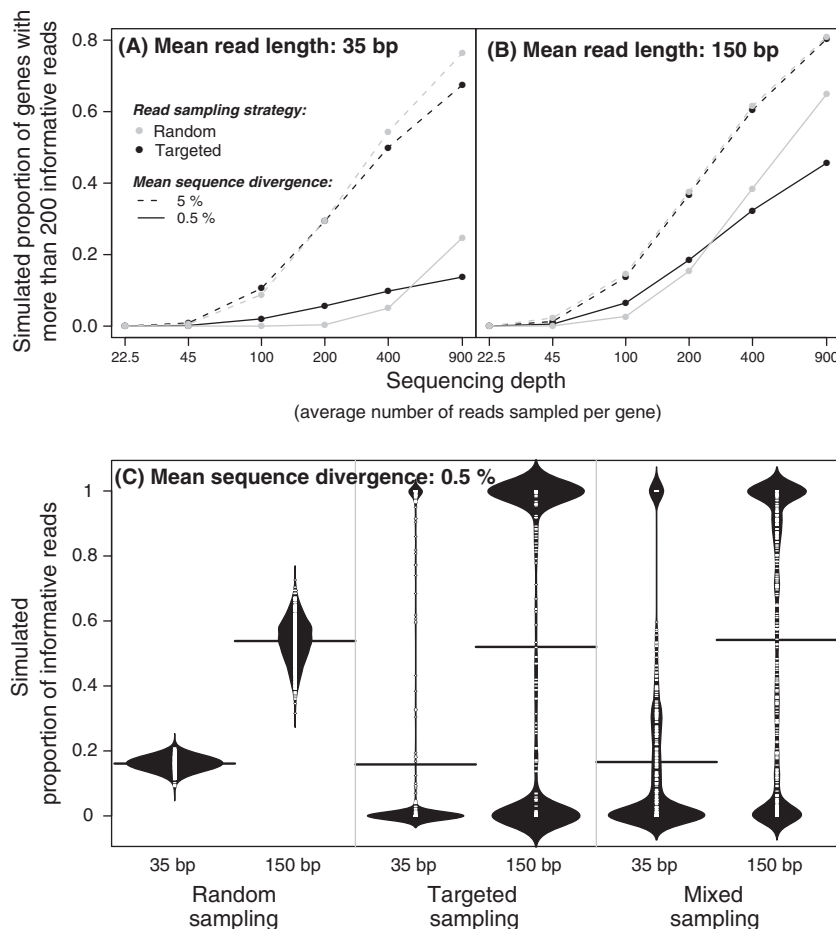 Simulated proportion of genes with
more than 200 informative reads
0.8
0.6
0.4
0.2
0.0
(A) Mean read length: 35 bp
Read sampling strategy:
Random
Targeted
Mean sequence divergence:
5 %
0.5 %
(B) Mean read length: 150 bp
22.5 45 100 200 400 900
22.5 45 100 200 400 900
Sequencing depth
(average number of reads sampled per gene)
(C) Mean sequence divergence: 0.5 %
Simulated
proportion of informative reads
1
0.8
0.6
0.4
0.2
0
35 bp 150 bp 35 bp 150 bp 35 bp 150 bp
Random
sampling
Targeted
sampling
Mixed
sampling